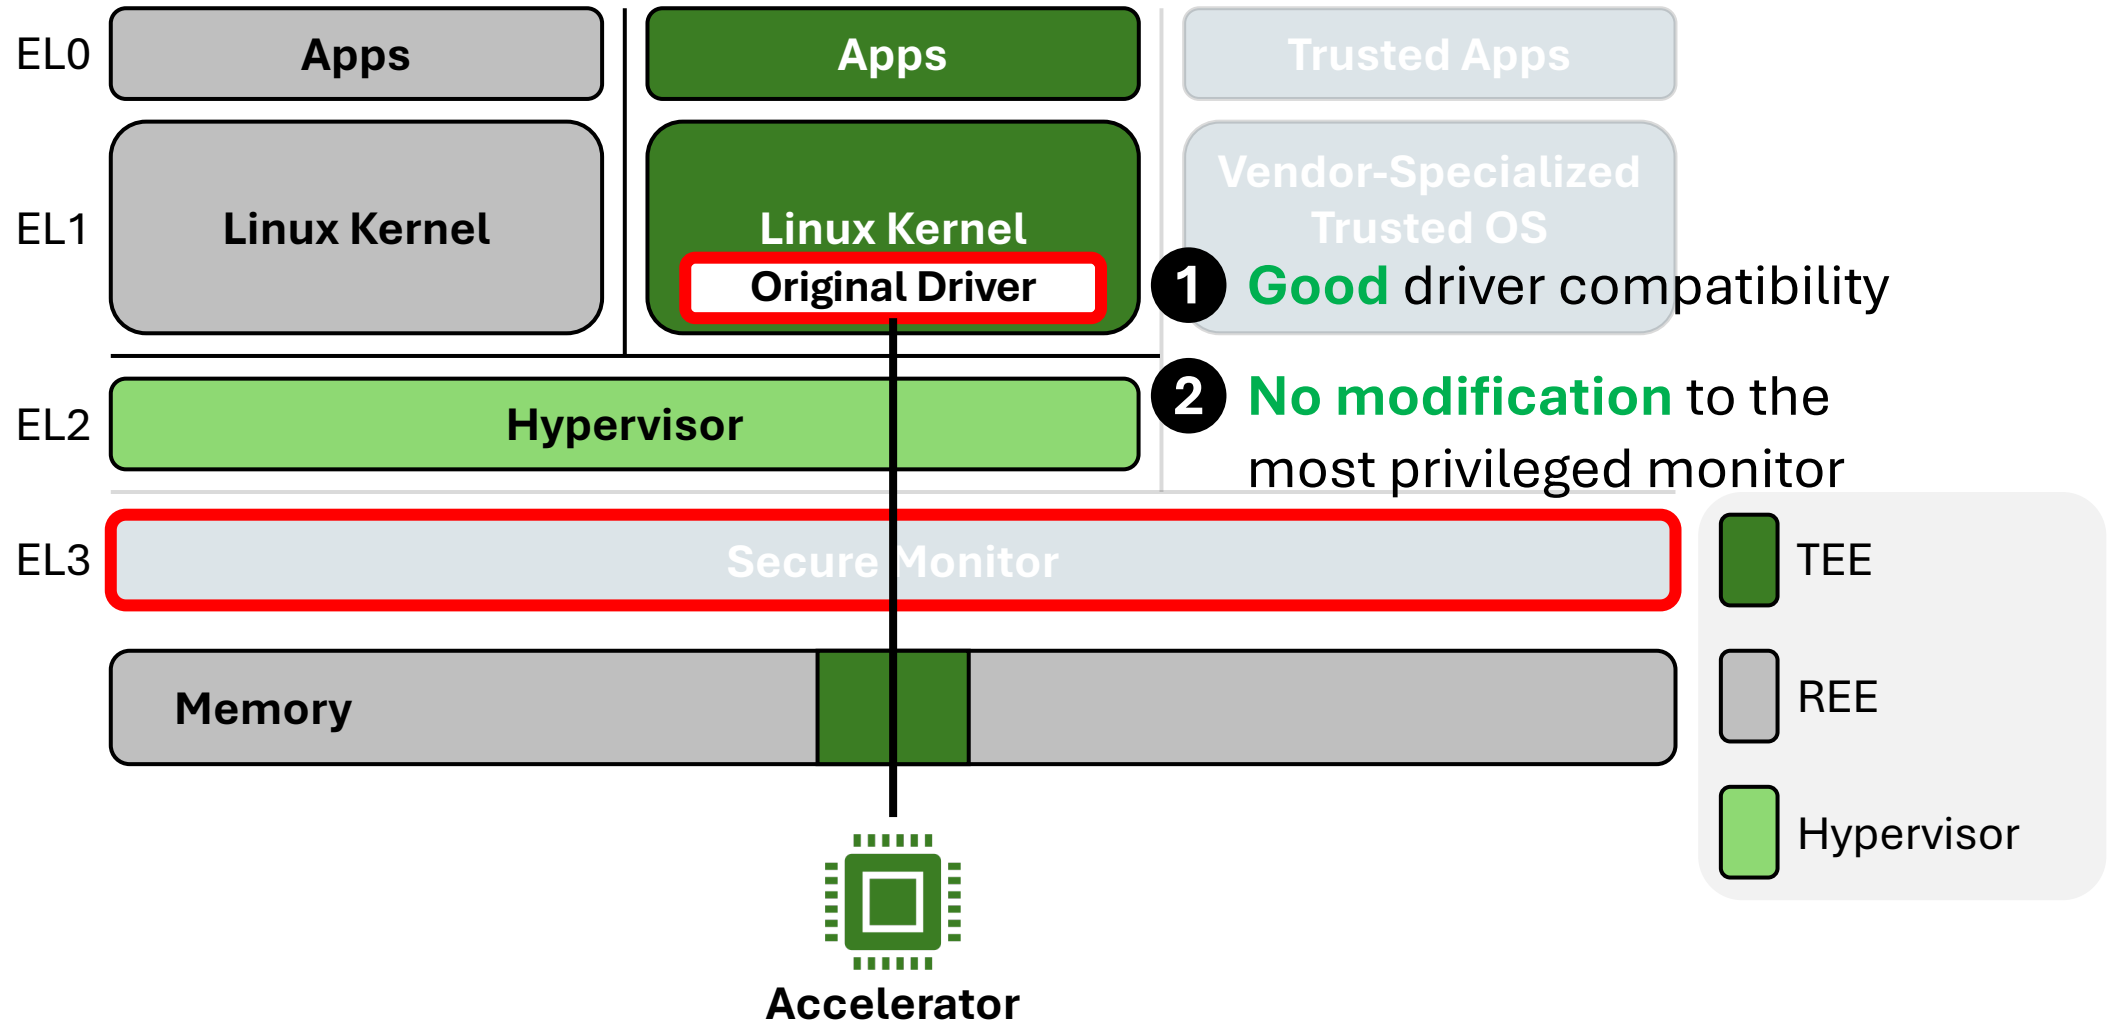 EL0
Apps
Apps
Trusted Apps
EL1
Linux Kernel
Linux Kernel
Original Driver
Vendor-Specialized
Trusted OS
1 Good driver compatibility
EL2
Hypervisor
2 No modification to the
most privileged monitor
EL3
Secure Monitor
Memory
Accelerator
TEE
REE
Hypervisor